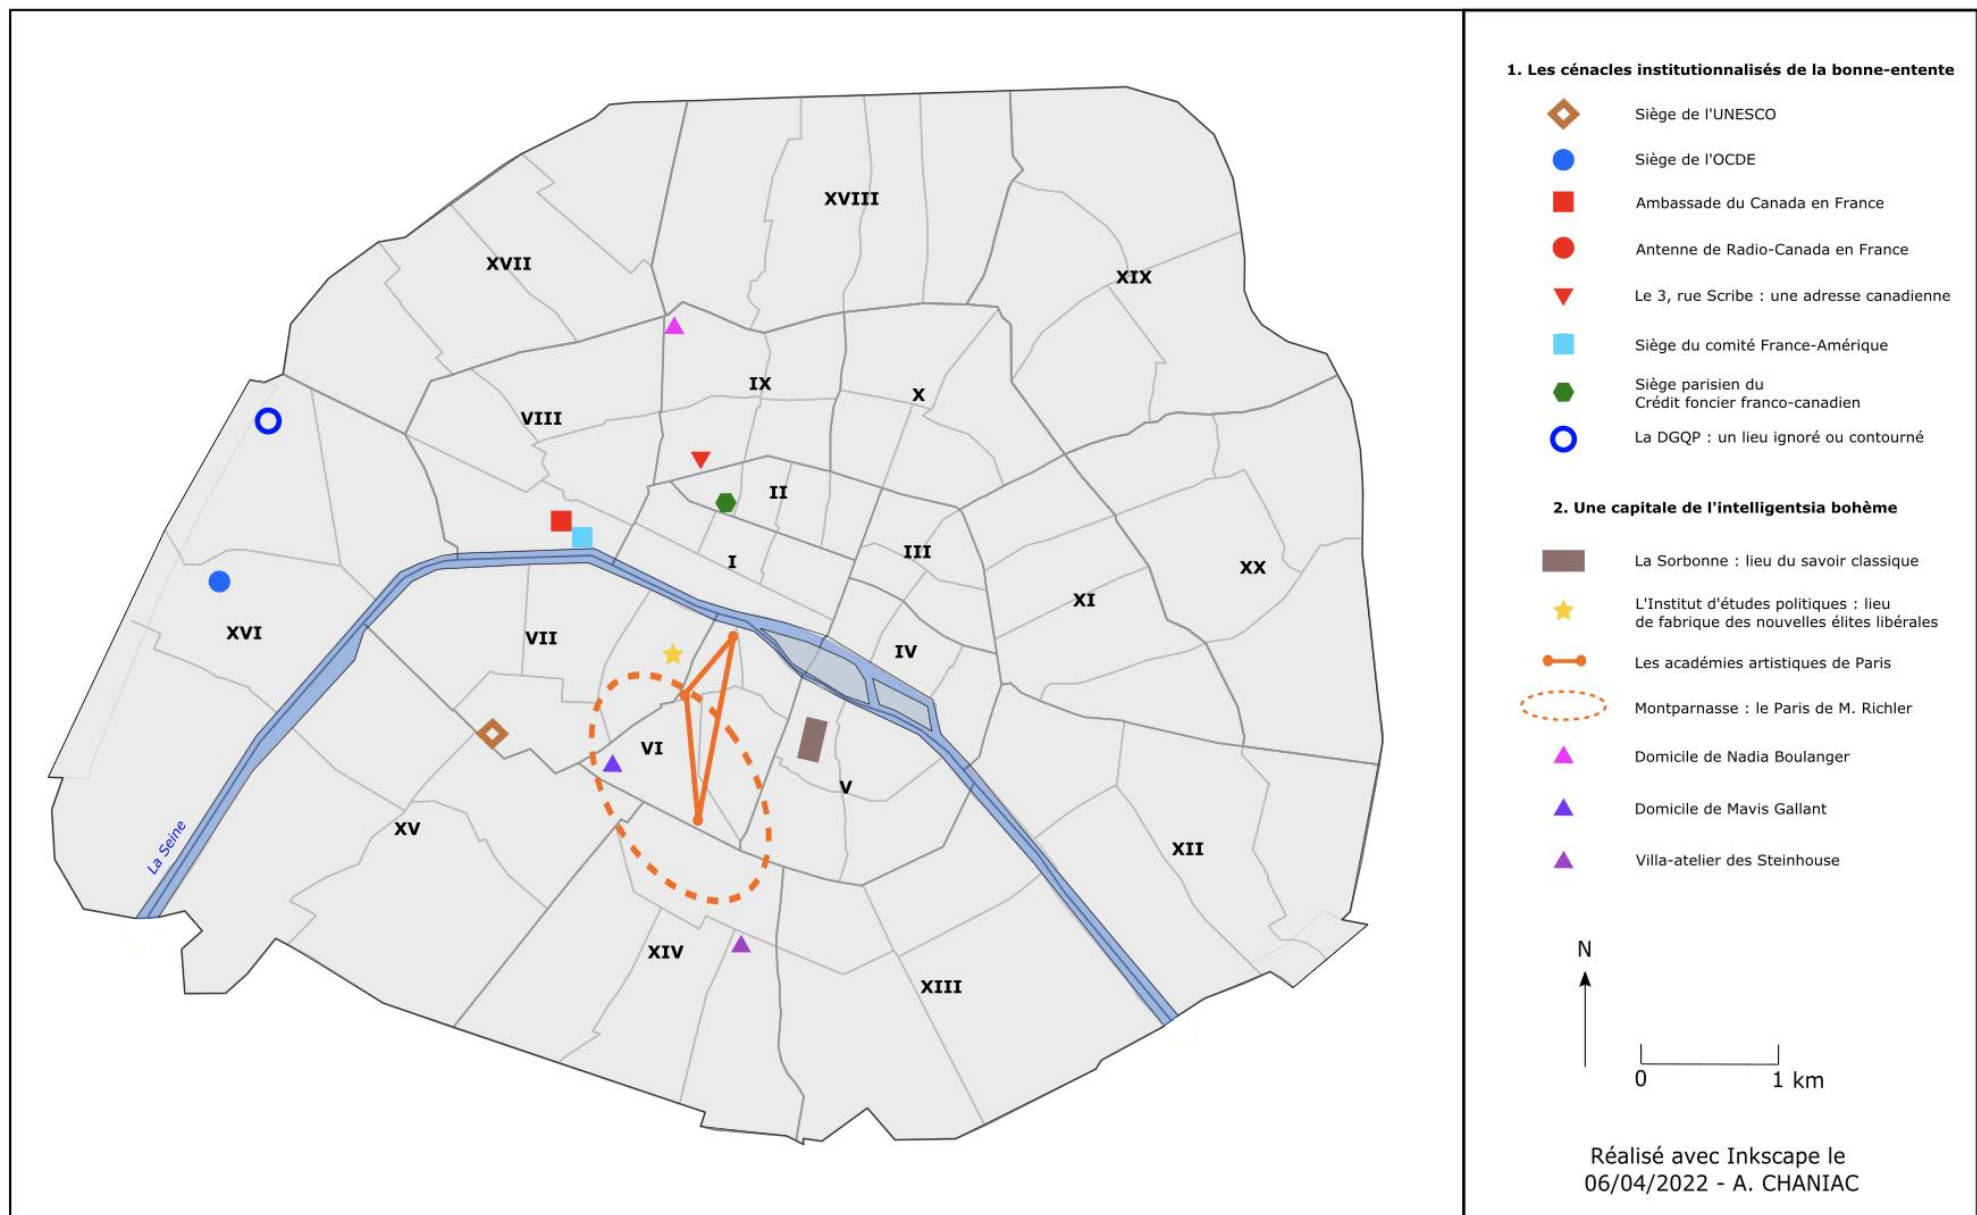 XVIII
XVII
XIX
IX
X
VIII
II
III
I
XX
XI
XVI
VII
IV
VI
V
XV
La Seine
XII
XIV
XIII
1. Les cénacles institutionnalisés de la bonne-entente
Siège de l'UNESCO
Siège de l'OCDE
Ambassade du Canada en France
Antenne de Radio-Canada en France
Le 3, rue Scribe : une adresse canadienne
Siège du comité France-Amérique
Siège parisien du
Crédit foncier franco-canadien
La DGQP : un lieu ignoré ou contourné
2. Une capitale de l'intelligentsia bohème
La Sorbonne : lieu du savoir classique
L'Institut d'études politiques : lieu
de fabrique des nouvelles élites libérales
Les académies artistiques de Paris
Montparnasse : le Paris de M. Richler
Domicile de Nadia Boulanger
Domicile de Mavis Gallant
Villa-atelier des Steinhouse
N
0 1 km
Réalisé avec Inkscape le
06/04/2022 - A. CHANIAC